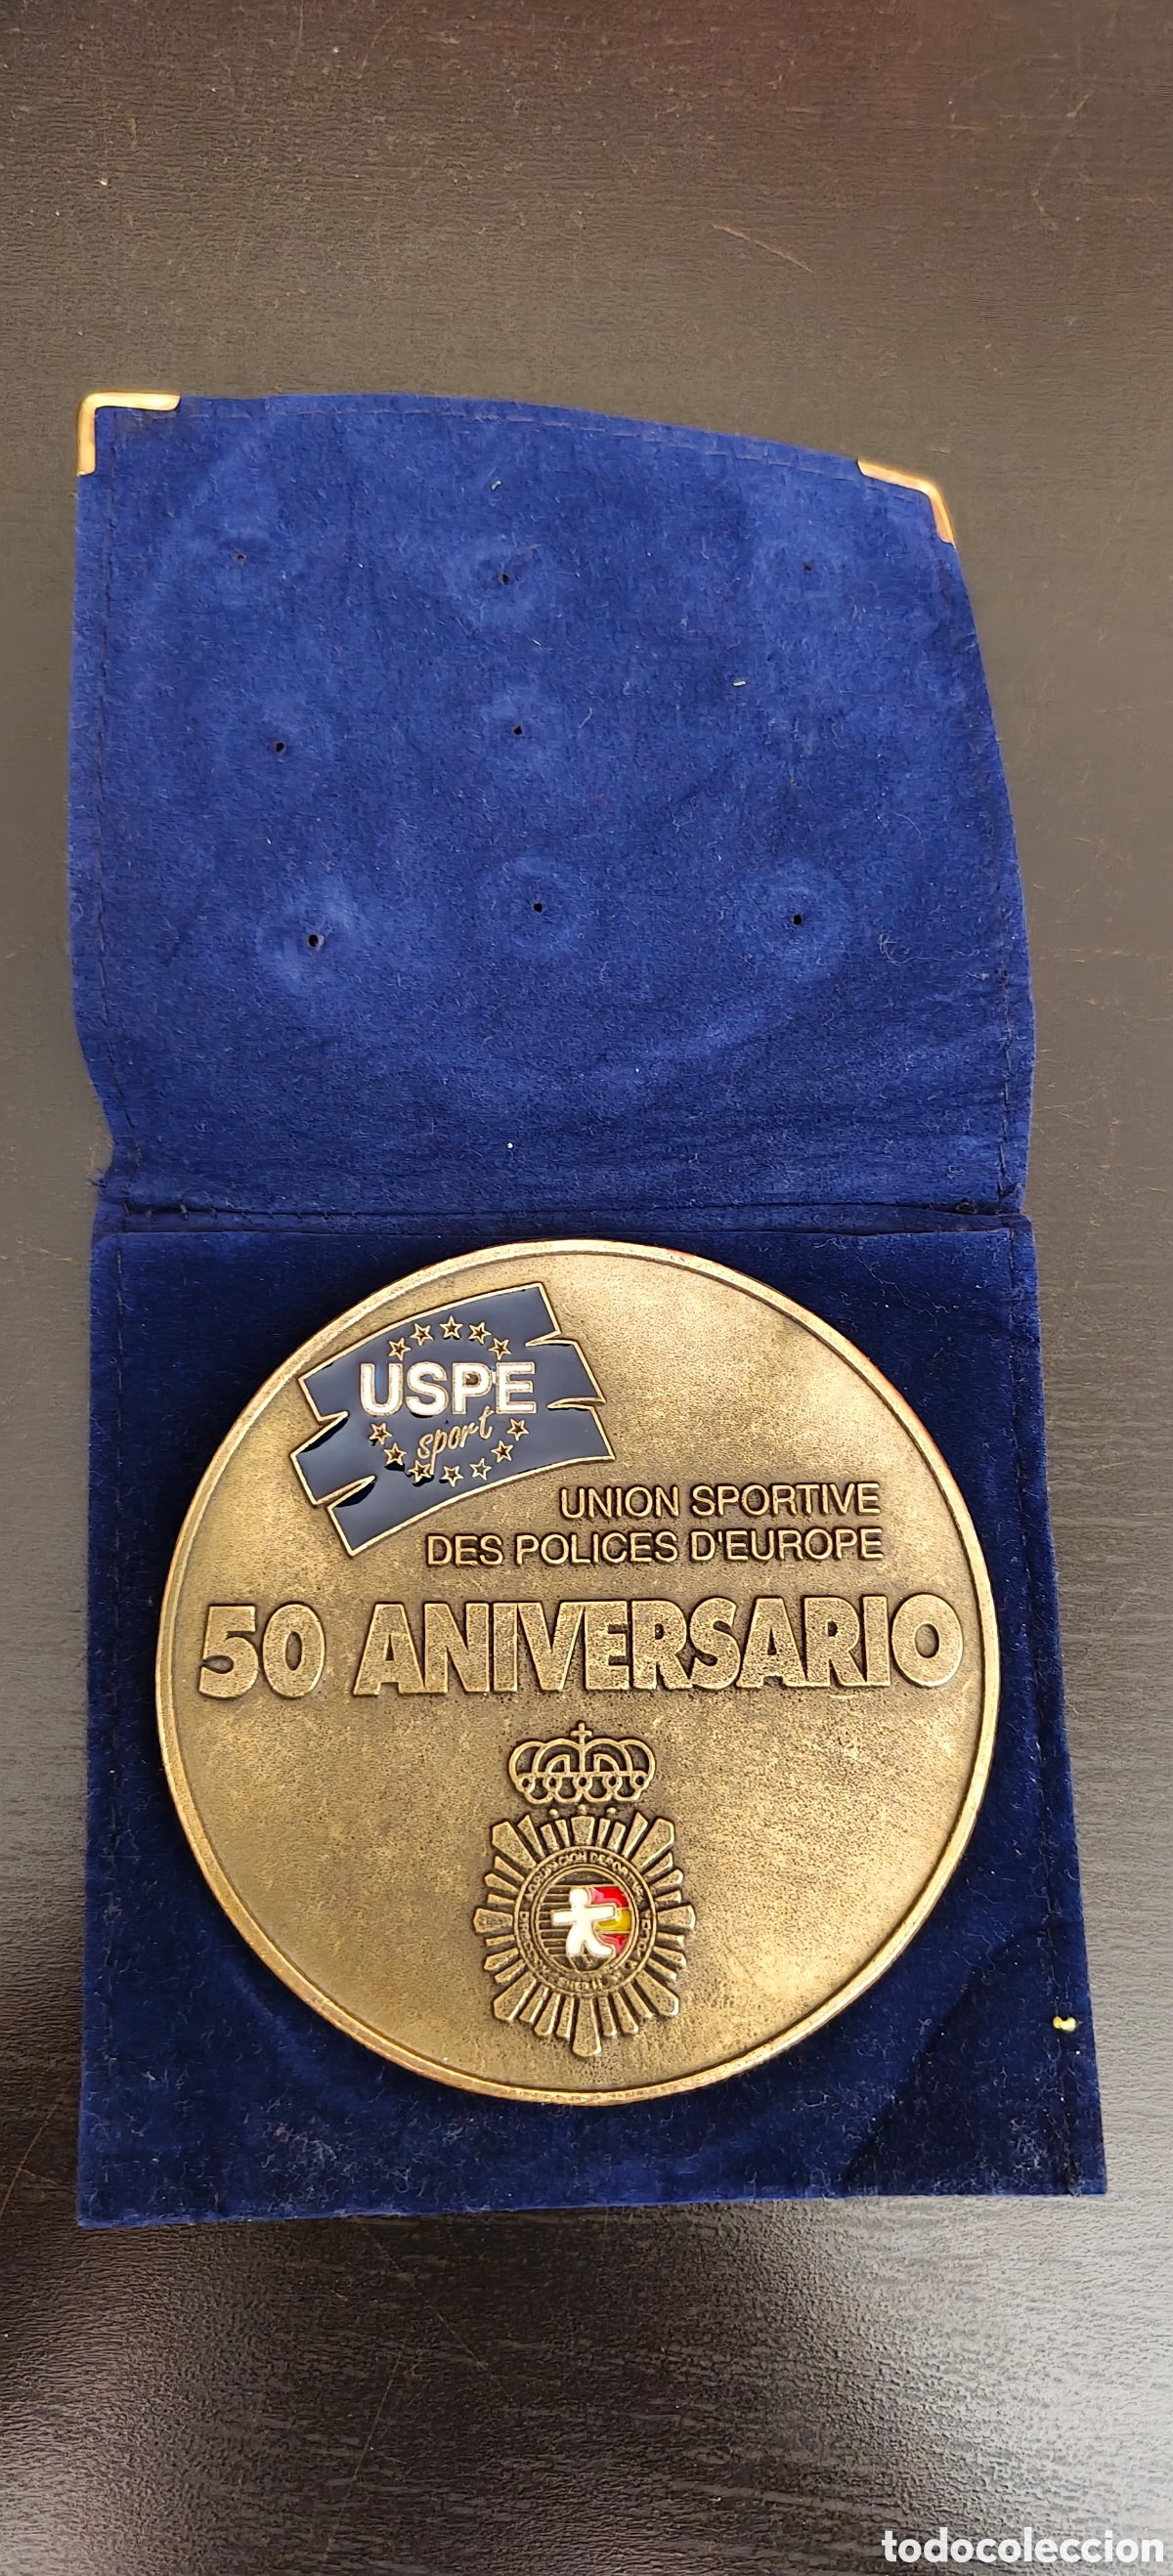 USPE
sport
UNION SPORTIVE
DES POLICES D'EUROPE
50 ANIVERSARIO
todocoleccion